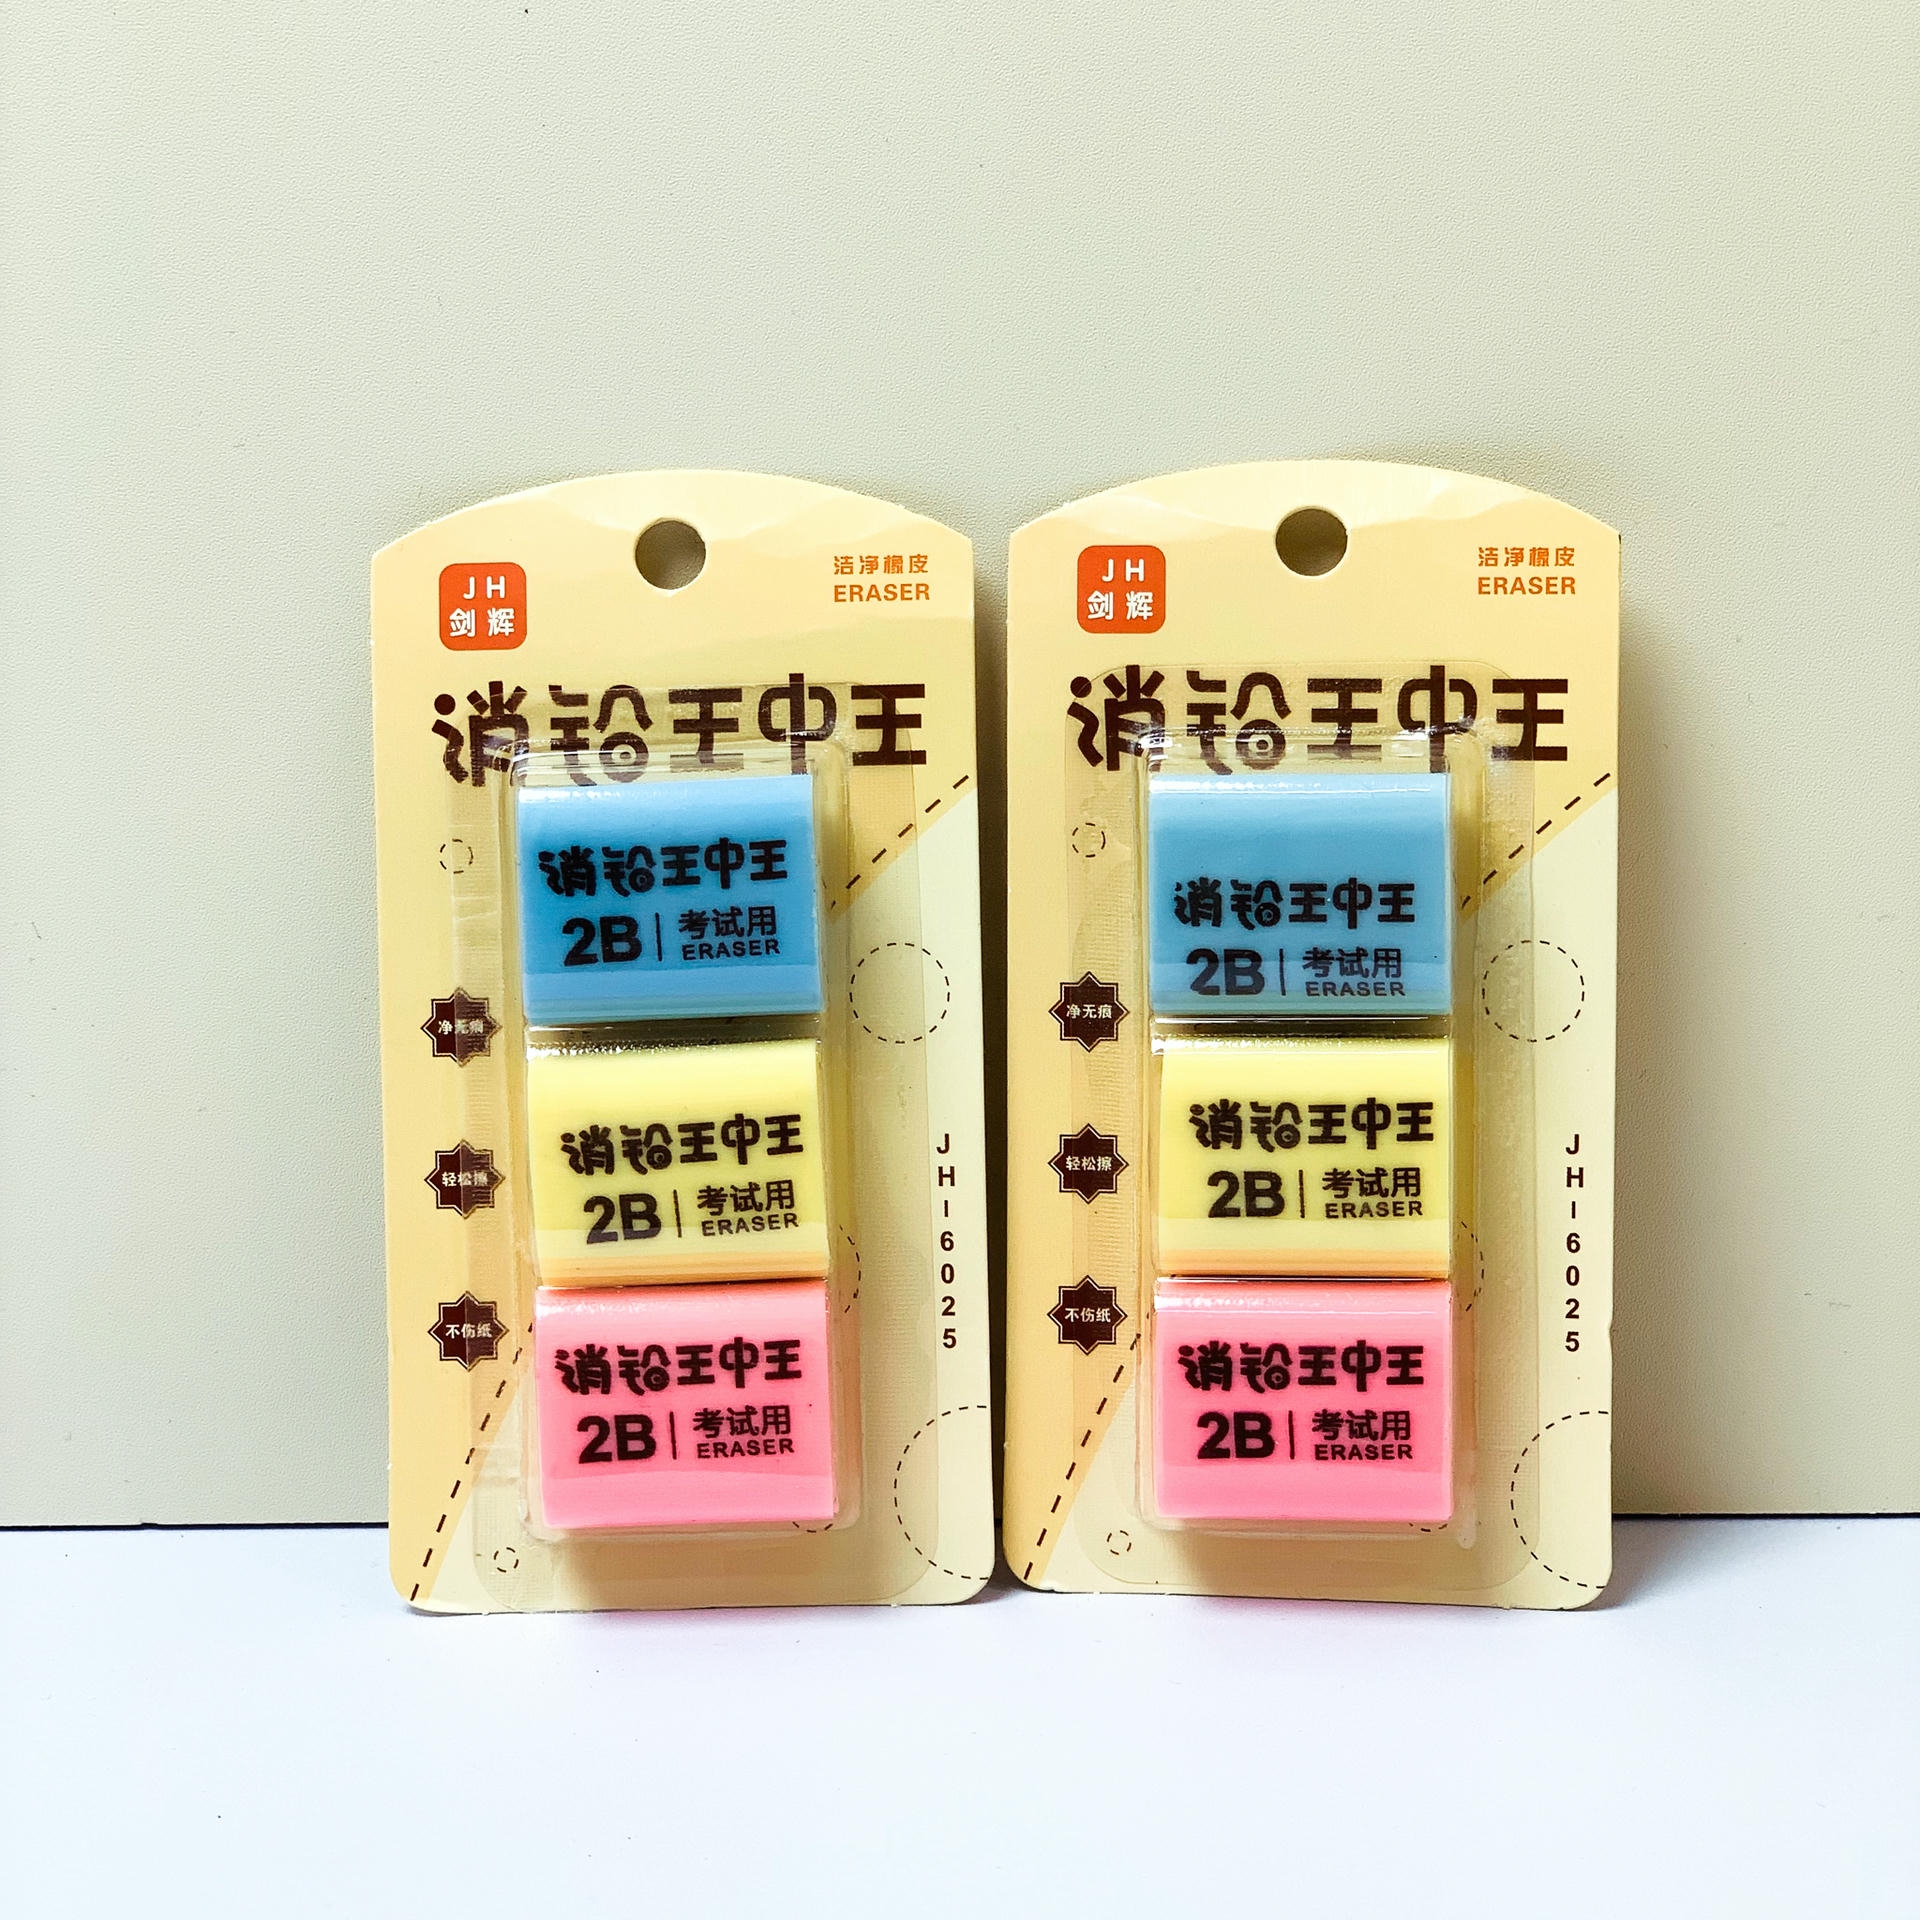 JH
剑辉
洁净橡皮
ERASER
消铅王中王
消铅王中王
2B | 考试用
ERASER
净无痕
消铅王中王
2B | 考试用
ERASER
轻松擦
消铅王中王
2B | 考试用
ERASER
不伤纸
JH-6025
JH
剑辉
洁净橡皮
ERASER
消铅王中王
消铅王中王
2B | 考试用
ERASER
净无痕
消铅王中王
2B | 考试用
ERASER
轻松擦
消铅王中王
2B | 考试用
ERASER
不伤纸
JH-6025